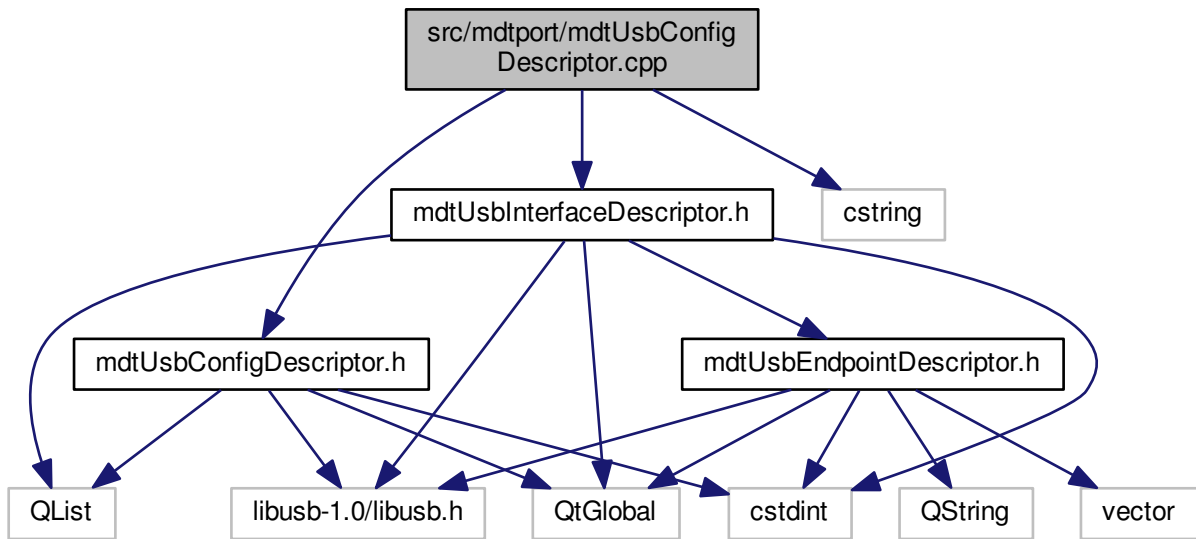 src/mdtport/mdtUsbConfig
Descriptor.cpp
mdtUsbInterfaceDescriptor.h
cstring
mdtUsbConfigDescriptor.h
mdtUsbEndpointDescriptor.h
QList
libusb-1.0/libusb.h
QtGlobal
cstdint
QString
vector